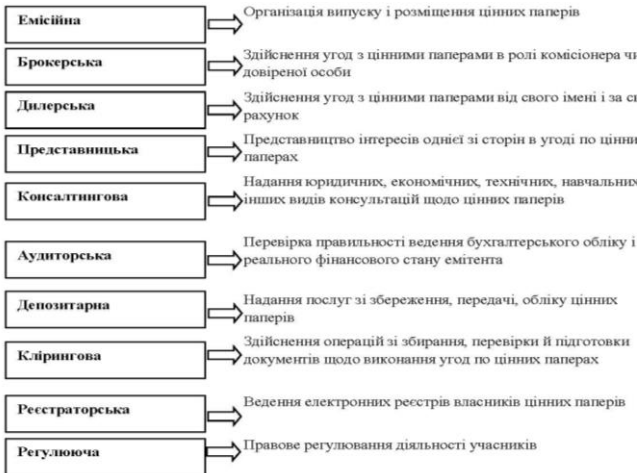 Емісійна
Організація випуску і розміщення цінних паперів
Брокерська
Здійснення угод з цінними паперами в ролі комісіонера чи
довіреної особи
Дилерська
Здійснення угод з цінними паперами від свого імені і за
рахунок
Представницька
Представництво інтересів однієї зі сторін в угоді по
паперах
Консалтингова
Надання юридичних, економічних, технічних, навчальних
інших видів консультацій щодо цінних паперів
Аудиторська
Перевірка правильності ведення бухгалтерського обліку і
реального фінансового стану емітента
Депозитарна
Надання послуг зі збереження, передачі, обліку цінних
паперів
Клірингова
Здійснення операцій зі збирання, перевірки й підготовки
документів щодо виконання угод по цінних паперах
Реєстраторська
Ведення електронних реєстрів власників цінних паперів
Регулююча
Правове регулювання діяльності учасників